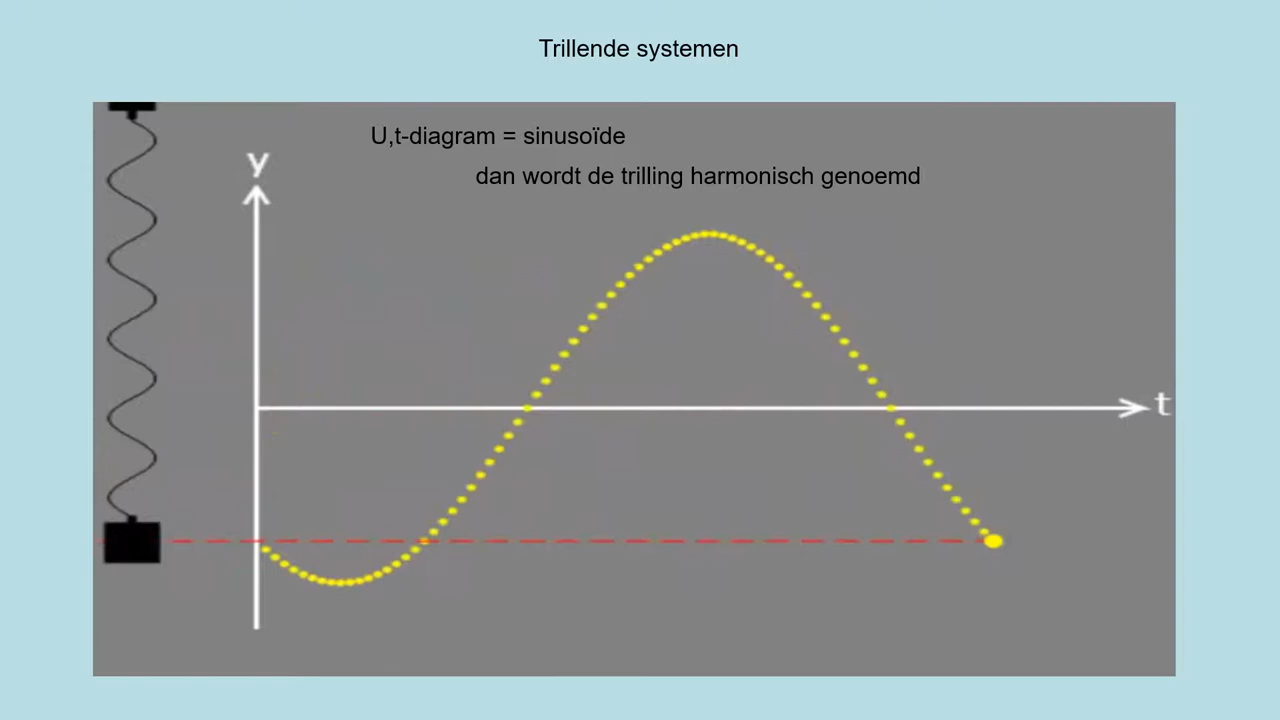 Trillende systemen
U,t-diagram = sinusoïde
dan wordt de trilling harmonisch genoemd
y
t